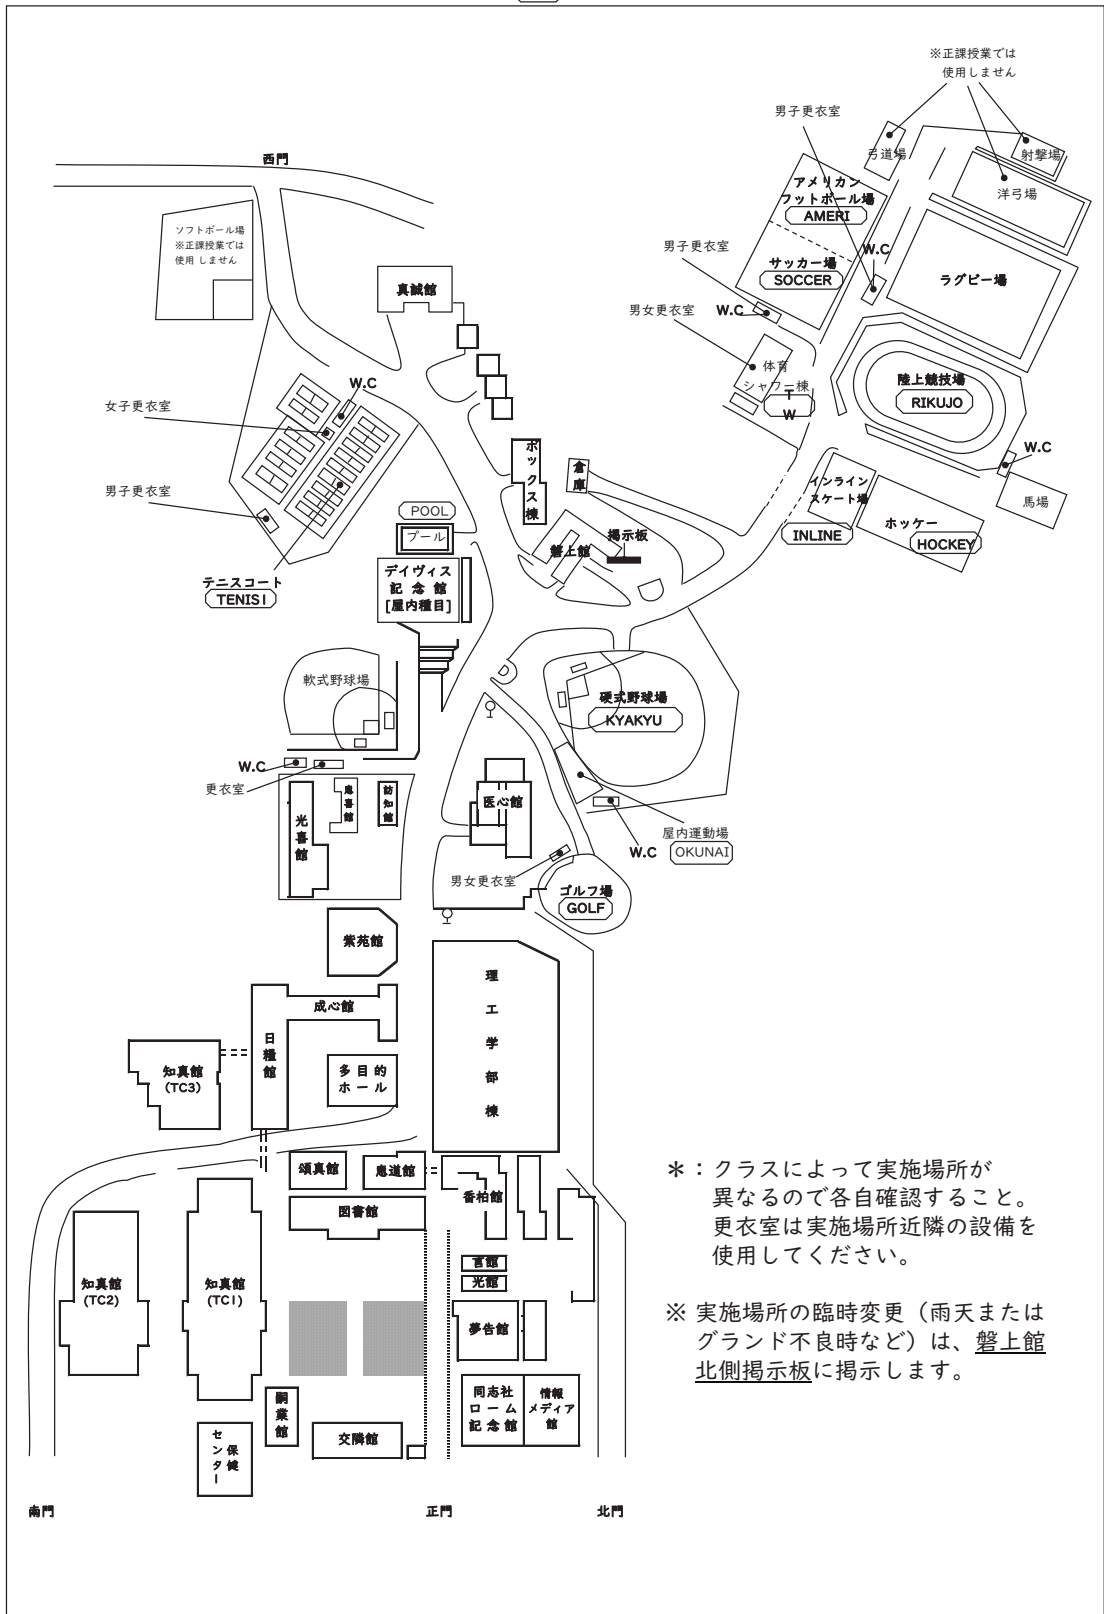 ※正課授業では
使用しません
男子更衣室
弓道場
射撃場
西門
アメリカン
フットボール場
AMERI
洋弓場
ソフトボール場
※正課授業では
使用 しません
男子更衣室
W.C
サッカー場
SOCCER
ラグビー場
真誠館
男女更衣室
W.C
体育
シャワー棟
T
W
陸上競技場
RIKUJO
W.C
女子更衣室
W.C
ボックス棟
倉庫
インライン
スケート場
馬場
男子更衣室
POOL
プール
ホッケー
INLINE
HOCKEY
掲示板
磐上館
デイヴィス
記念館
[屋内種目]
テニスコート
TENIS1
軟式野球場
硬式野球場
KYAKYU
W.C
更衣室
恵喜館
訪知館
医心館
光喜館
屋内運動場
W.C
OKUNAI
男女更衣室
ゴルフ場
GOLF
紫苑館
理工学部棟
成心館
日糧館
知真館
(TC3)
多目的
ホール
頌真館
恵道館
香柏館
図書館
*：クラスによって実施場所が
異なるので各自確認すること。
更衣室は実施場所近隣の設備を
使用してください。
言館
光館
知真館
(TC2)
知真館
(TC1)
夢告館
※ 実施場所の臨時変更（雨天または
グランド不良時など）は、磐上館
北側掲示板に掲示します。
同志社
ローム
記念館
情報
メディア
館
嗣業館
交隣館
保健
センター
南門
正門
北門